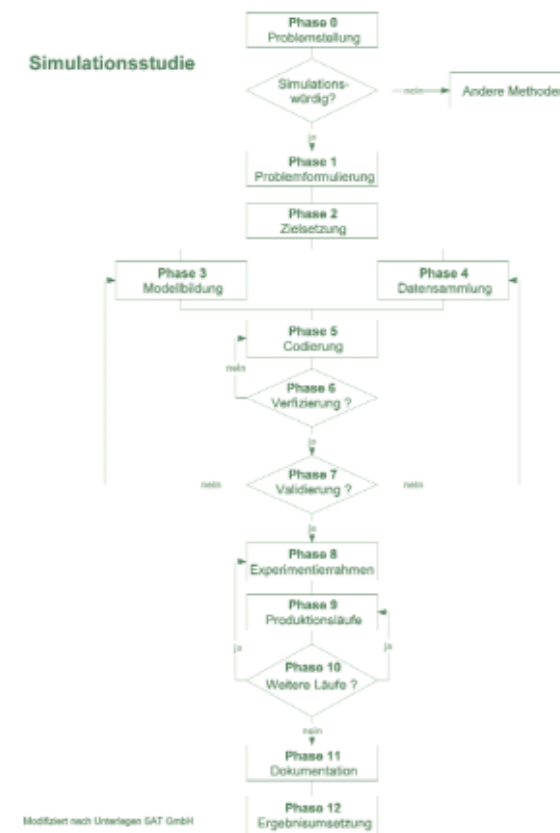 Phase 0
Problemstellung
Simulationsstudie
Simulations-
würdig?
nein
Andere Methoden
ja
Phase 1
Problemformulierung
Phase 2
Zielsetzung
Phase 3
Modellbildung
Phase 4
Datensammlung
Phase 5
Codierung
nein
Phase 6
Verfizierung ?
ja
Phase 7
Validierung ?
nein
nein
ja
Phase 8
Experimentierrahmen
Phase 9
Produktionsläufe
ja
ja
Phase 10
Weitere Läufe ?
nein
Phase 11
Dokumentation
Phase 12
Ergebnisumsetzung
Modifiziert nach Unterlagen SAT GmbH